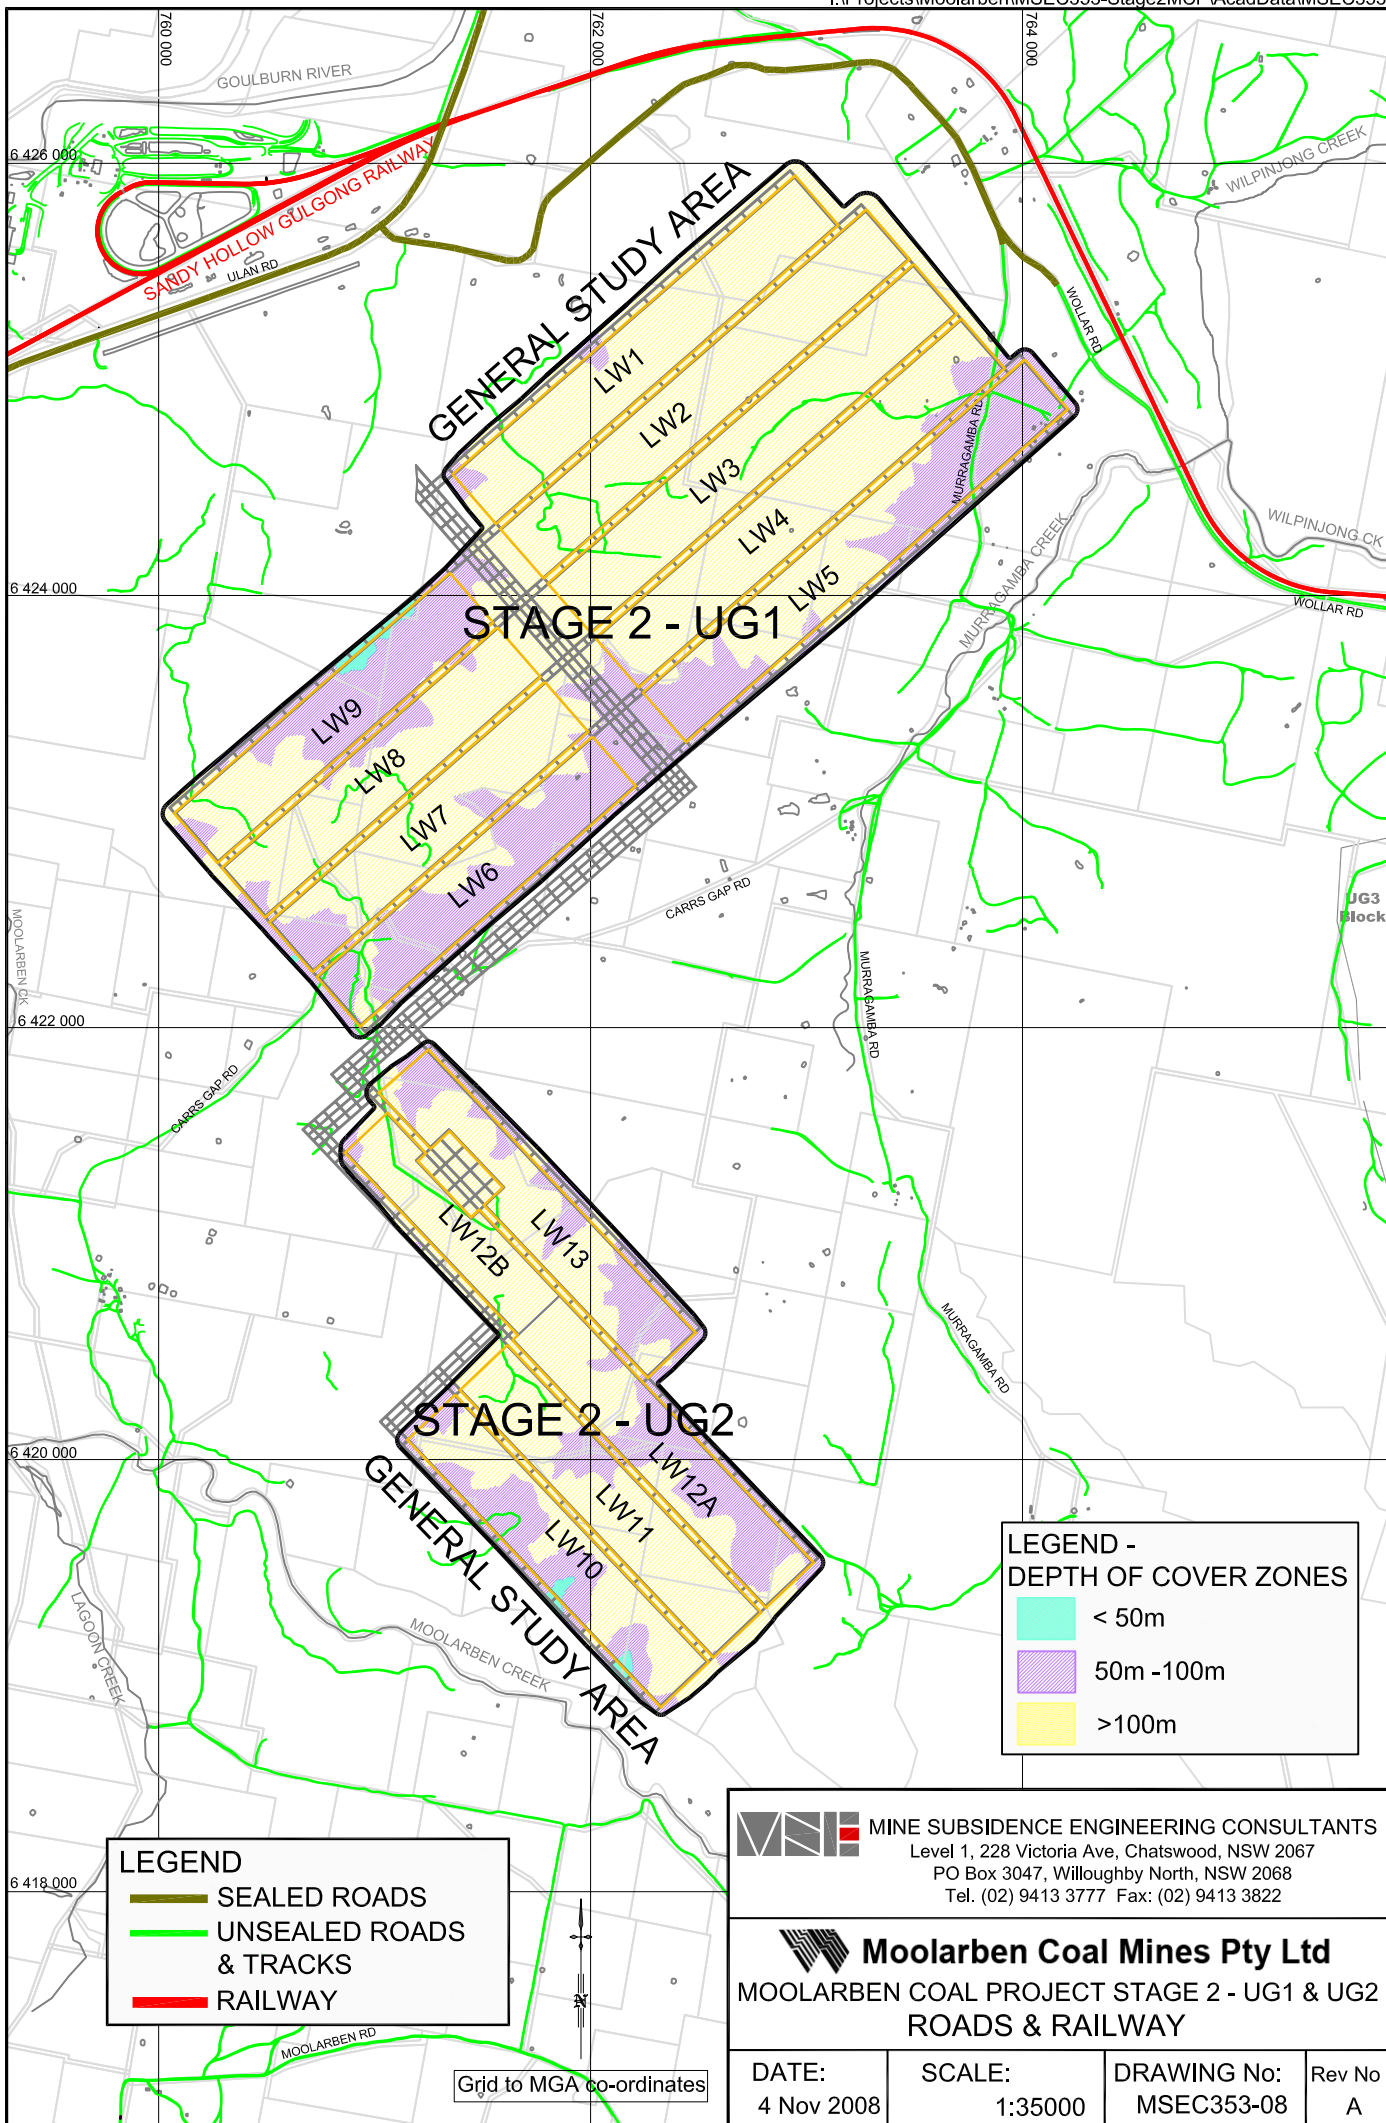 760 000
762 000
764 000
GOULBURN RIVER
6 426 000
WILPINJONG CREEK
SANDY HOLLOW GULGONG RAILWAY
ULAN RD
GENERAL STUDY AREA
WOLLAR RD
LW1
LW2
LW3
LW4
LW5
MURRAGAMBA RD
MURRAGAMBA CREEK
WILPINJONG CK
6 424 000
WOLLAR RD
STAGE 2 - UG1
LW9
LW8
LW7
LW6
CARRS GAP RD
UG3
Block
MOOLARBEN CK
MURRAGAMBA RD
6 422 000
CARRS GAP RD
LW13
LW12B
MURRAGAMBA RD
STAGE 2 - UG2
6 420 000
LW12A
LW11
LW10
GENERAL STUDY AREA
LAGOON CREEK
MOOLARBEN CREEK
LEGEND -
DEPTH OF COVER ZONES
< 50m
50m -100m
>100m
LEGEND
SEALED ROADS
UNSEALED ROADS
& TRACKS
RAILWAY
6 418 000
MOOLARBEN RD
N
Grid to MGA co-ordinates
MSE
MINE SUBSIDENCE ENGINEERING CONSULTANTS
Level 1, 228 Victoria Ave, Chatswood, NSW 2067
PO Box 3047, Willoughby North, NSW 2068
Tel. (02) 9413 3777 Fax: (02) 9413 3822
Moolarben Coal Mines Pty Ltd
MOOLARBEN COAL PROJECT STAGE 2 - UG1 & UG2
ROADS & RAILWAY
DATE:
4 Nov 2008
SCALE:
1:35000
DRAWING No:
MSEC353-08
Rev No
A